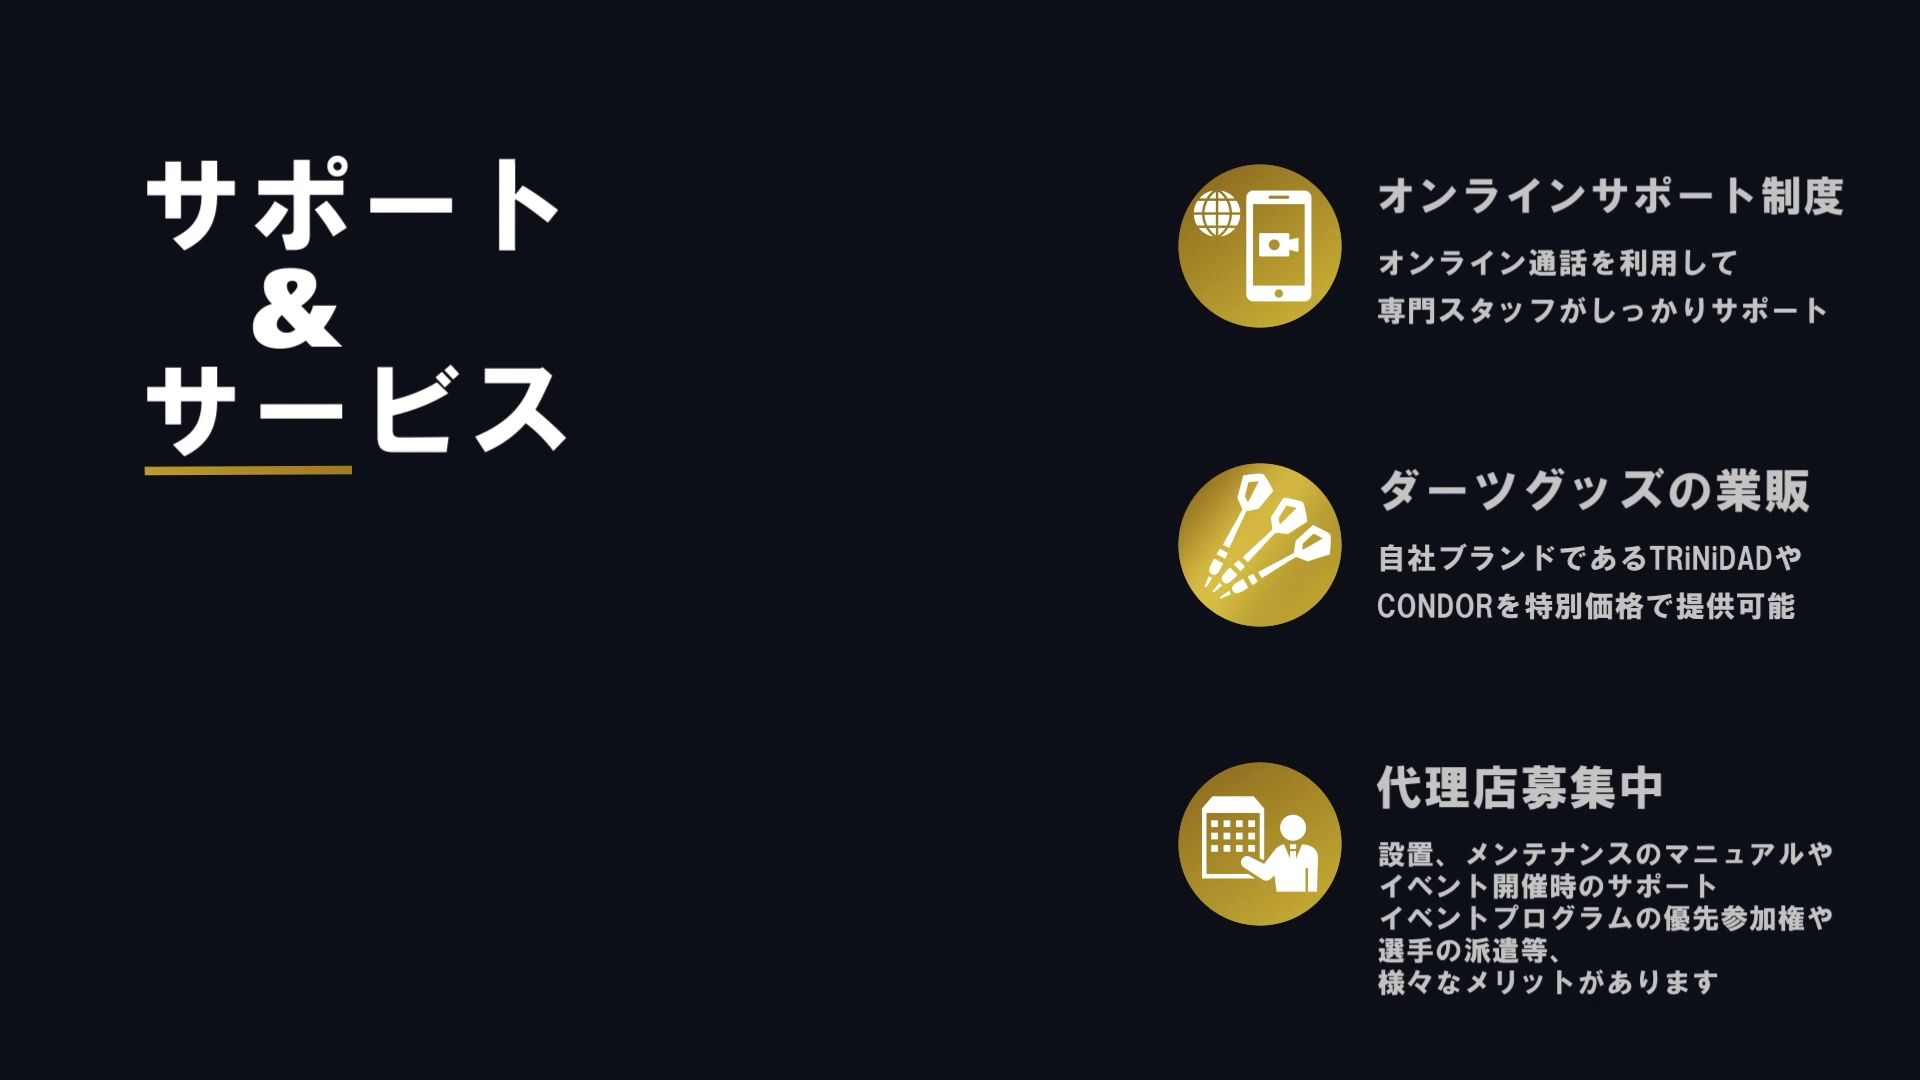 サポート
&
サービス
オンラインサポート制度
オンライン通話を利用して
専門スタッフがしっかりサポート
ダーツグッズの業販
自社ブランドであるTRiNiDADや
CONDORを特別価格で提供可能
代理店募集中
設置、メンテナンスのマニュアルや
イベント開催時のサポート
イベントプログラムの優先参加権や
選手の派遣等、
様々なメリットがあります